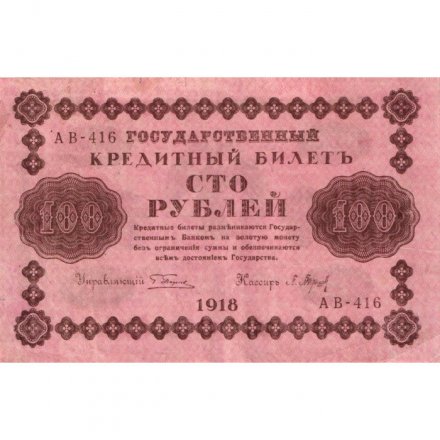 АВ-416 ГОСУДАРСТВЕННЫЙ
КРЕДИТНЫЙ БИЛЕТЪ
СТО
100 РУБЛЕЙ 100
Кредитные билеты размѣниваются Государ-
ственнымъ Банкомъ на золотую монету
безъ ограниченія суммы и обезпечиваются
всѣмъ достояніемъ Государства.
Управляющій
Кассиръ
1918
АВ-416